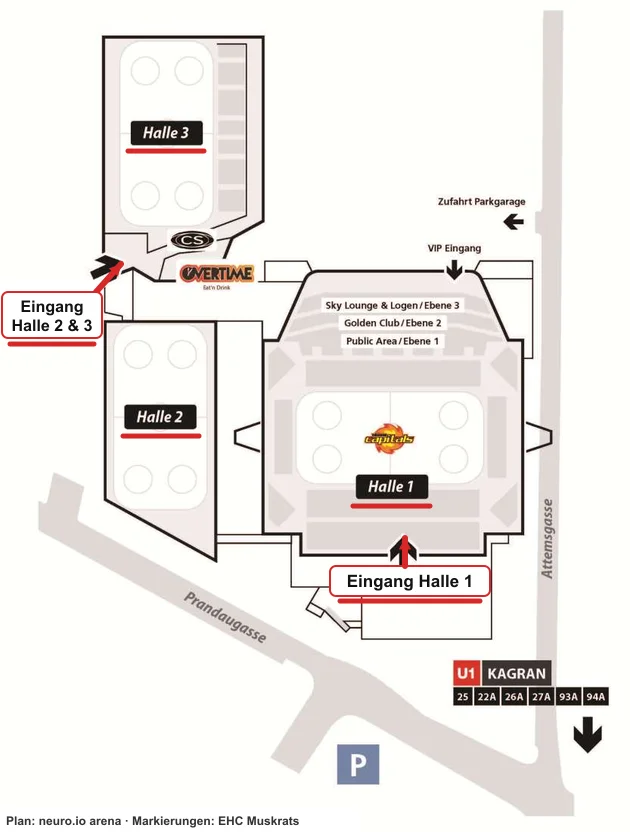 Halle 3
Zufahrt Parkgarage
CS
VIP Eingang
OVERTIME
Eat'n Drink
Eingang
Halle 2 & 3
Sky Lounge & Logen/Ebene 3
Golden Club/Ebene 2
Public Area/Ebene 1
Halle 2
capitals
Halle 1
Eingang Halle 1
Attemsgasse
Prandaugasse
U1 KAGRAN
25 22A 26A 27A 93A 94A
P
Plan: neuro.io arena · Markierungen: EHC Muskrats